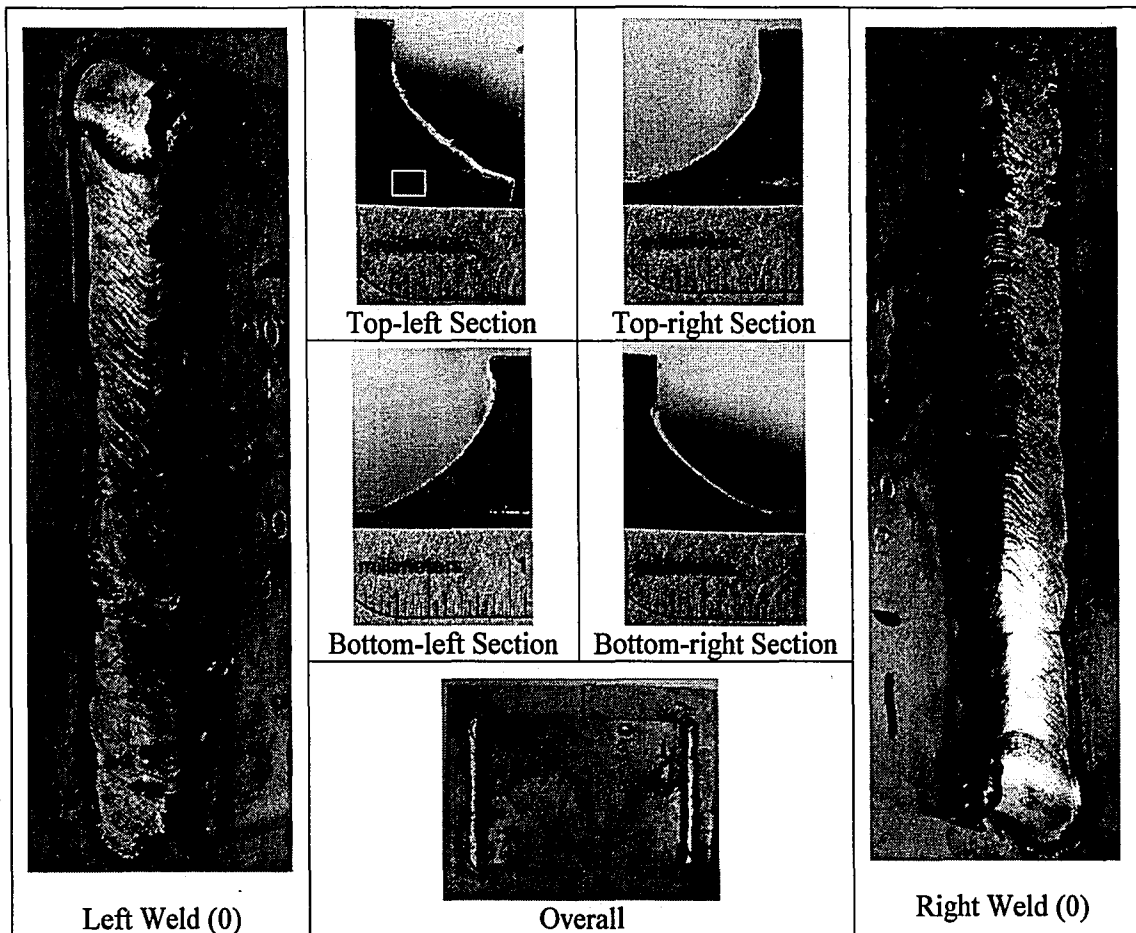 Top-left Section
Top-right Section
millimeters
Bottom-left Section
Bottom-right Section
Left Weld (0)
Overall
Right Weld (0)